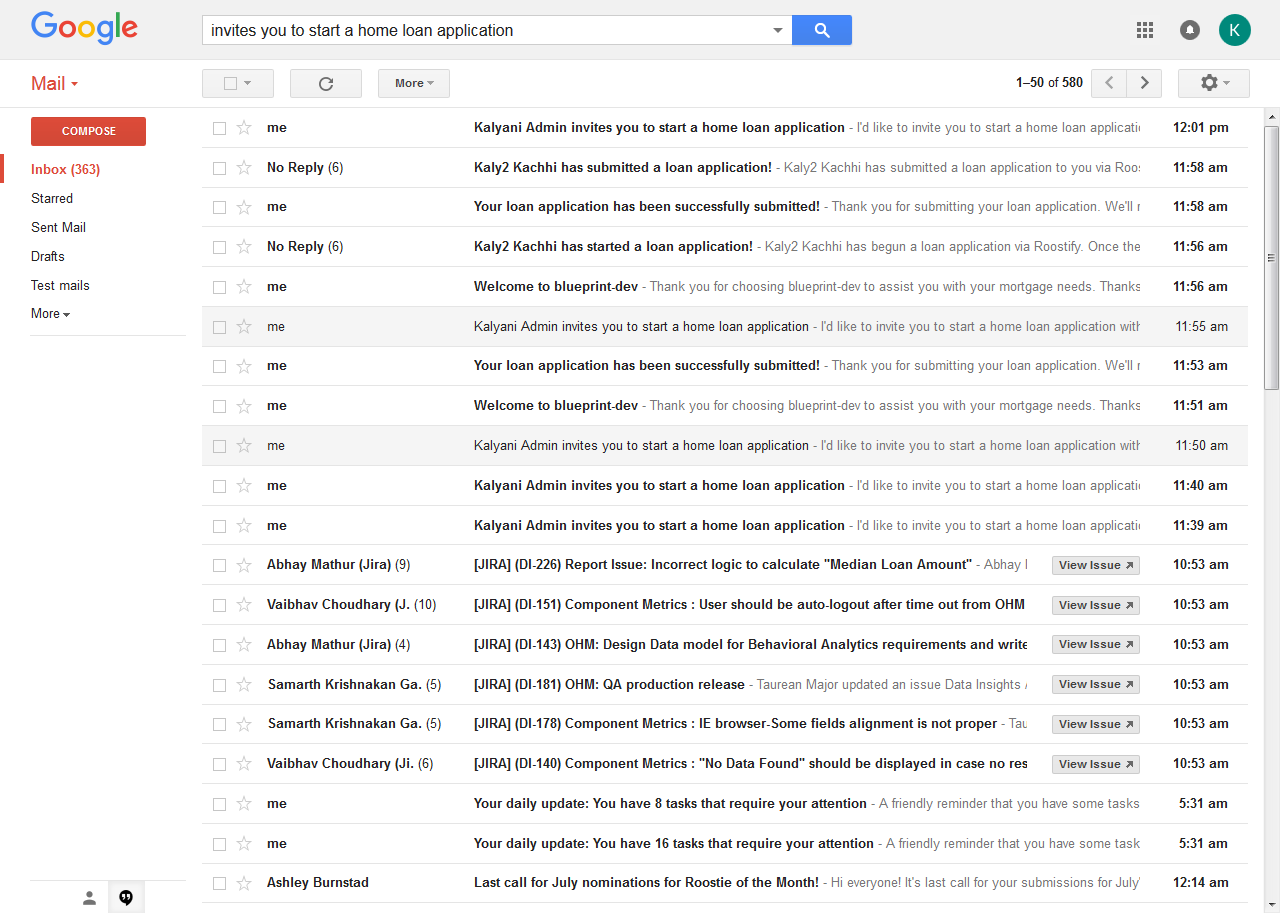 Google
invites you to start a home loan application
K
Mail
More
1–50 of 580
COMPOSE
Inbox (363)
Starred
Sent Mail
Drafts
Test mails
More
me Kalyani Admin invites you to start a home loan application - I'd like to invite you to start a home loan applicatic 12:01 pm
No Reply (6) Kaly2 Kachhi has submitted a loan application! - Kaly2 Kachhi has submitted a loan application to you via Roos 11:58 am
me Your loan application has been successfully submitted! - Thank you for submitting your loan application. We'll 11:58 am
No Reply (6) Kaly2 Kachhi has started a loan application! - Kaly2 Kachhi has begun a loan application via Roostify. Once the 11:56 am
me Welcome to blueprint-dev - Thank you for choosing blueprint-dev to assist you with your mortgage needs. Thanks 11:56 am
me Kalyani Admin invites you to start a home loan application - I'd like to invite you to start a home loan application with 11:55 am
me Your loan application has been successfully submitted! - Thank you for submitting your loan application. We'll 11:53 am
me Welcome to blueprint-dev - Thank you for choosing blueprint-dev to assist you with your mortgage needs. Thanks 11:51 am
me Kalyani Admin invites you to start a home loan application - I'd like to invite you to start a home loan application with 11:50 am
me Kalyani Admin invites you to start a home loan application - I'd like to invite you to start a home loan applicatic 11:40 am
me Kalyani Admin invites you to start a home loan application - I'd like to invite you to start a home loan applicatic 11:39 am
Abhay Mathur (Jira) (9) [JIRA] (DI-226) Report Issue: Incorrect logic to calculate "Median Loan Amount" - Abhay View Issue 10:53 am
Vaibhav Choudhary (J. (10) [JIRA] (DI-151) Component Metrics : User should be auto-logout after time out from OHM View Issue 10:53 am
Abhay Mathur (Jira) (4) [JIRA] (DI-143) OHM: Design Data model for Behavioral Analytics requirements and write View Issue 10:53 am
Samarth Krishnakan Ga. (5) [JIRA] (DI-181) OHM: QA production release - Taurean Major updated an issue Data Insights / View Issue 10:53 am
Samarth Krishnakan Ga. (5) [JIRA] (DI-178) Component Metrics : IE browser-Some fields alignment is not proper - Tau View Issue 10:53 am
Vaibhav Choudhary (Ji. (6) [JIRA] (DI-140) Component Metrics : "No Data Found" should be displayed in case no res View Issue 10:53 am
me Your daily update: You have 8 tasks that require your attention - A friendly reminder that you have some tasks 5:31 am
me Your daily update: You have 16 tasks that require your attention - A friendly reminder that you have some task 5:31 am
Ashley Burnstad Last call for July nominations for Roostie of the Month! - Hi everyone! It's last call for your submissions for July' 12:14 am